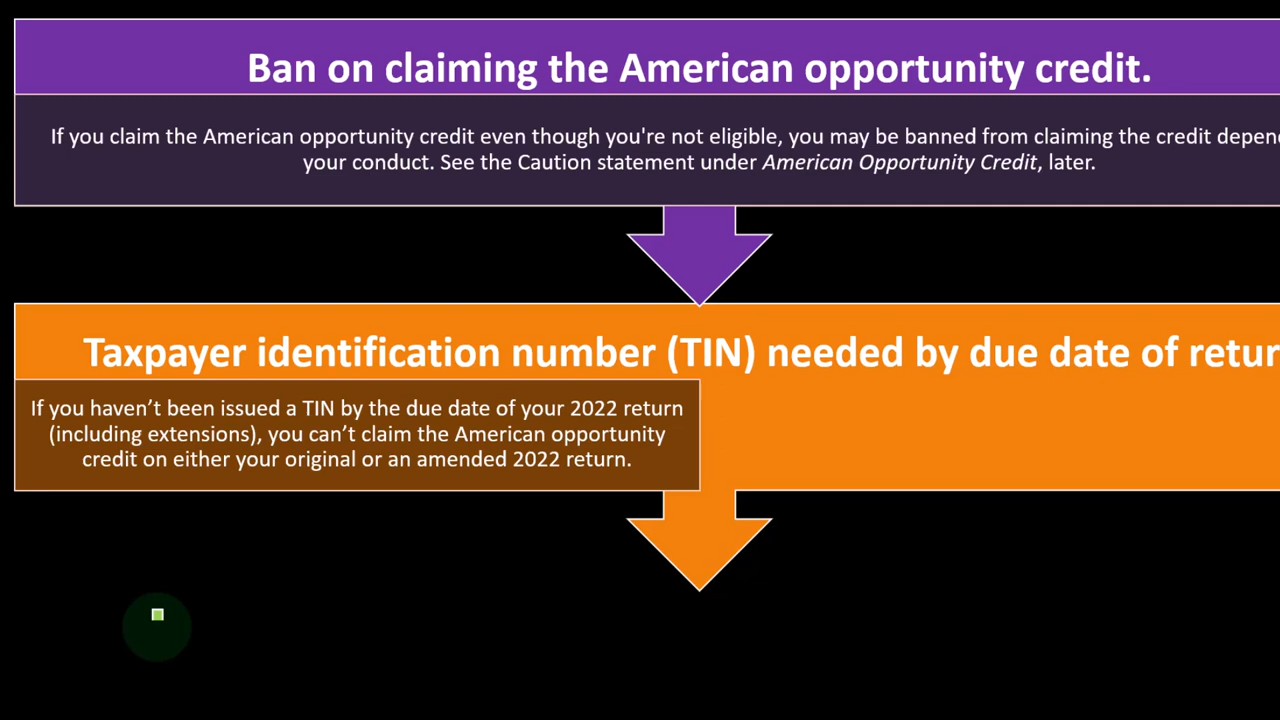 Ban on claiming the American opportunity credit.
If you claim the American opportunity credit even though you're not eligible, you may be banned from claiming the credit
your conduct. See the Caution statement under American Opportunity Credit, later.
Taxpayer identification number (TIN) needed by due date of
If you haven’t been issued a TIN by the due date of your 2022 return
(including extensions), you can’t claim the American opportunity
credit on either your original or an amended 2022 return.